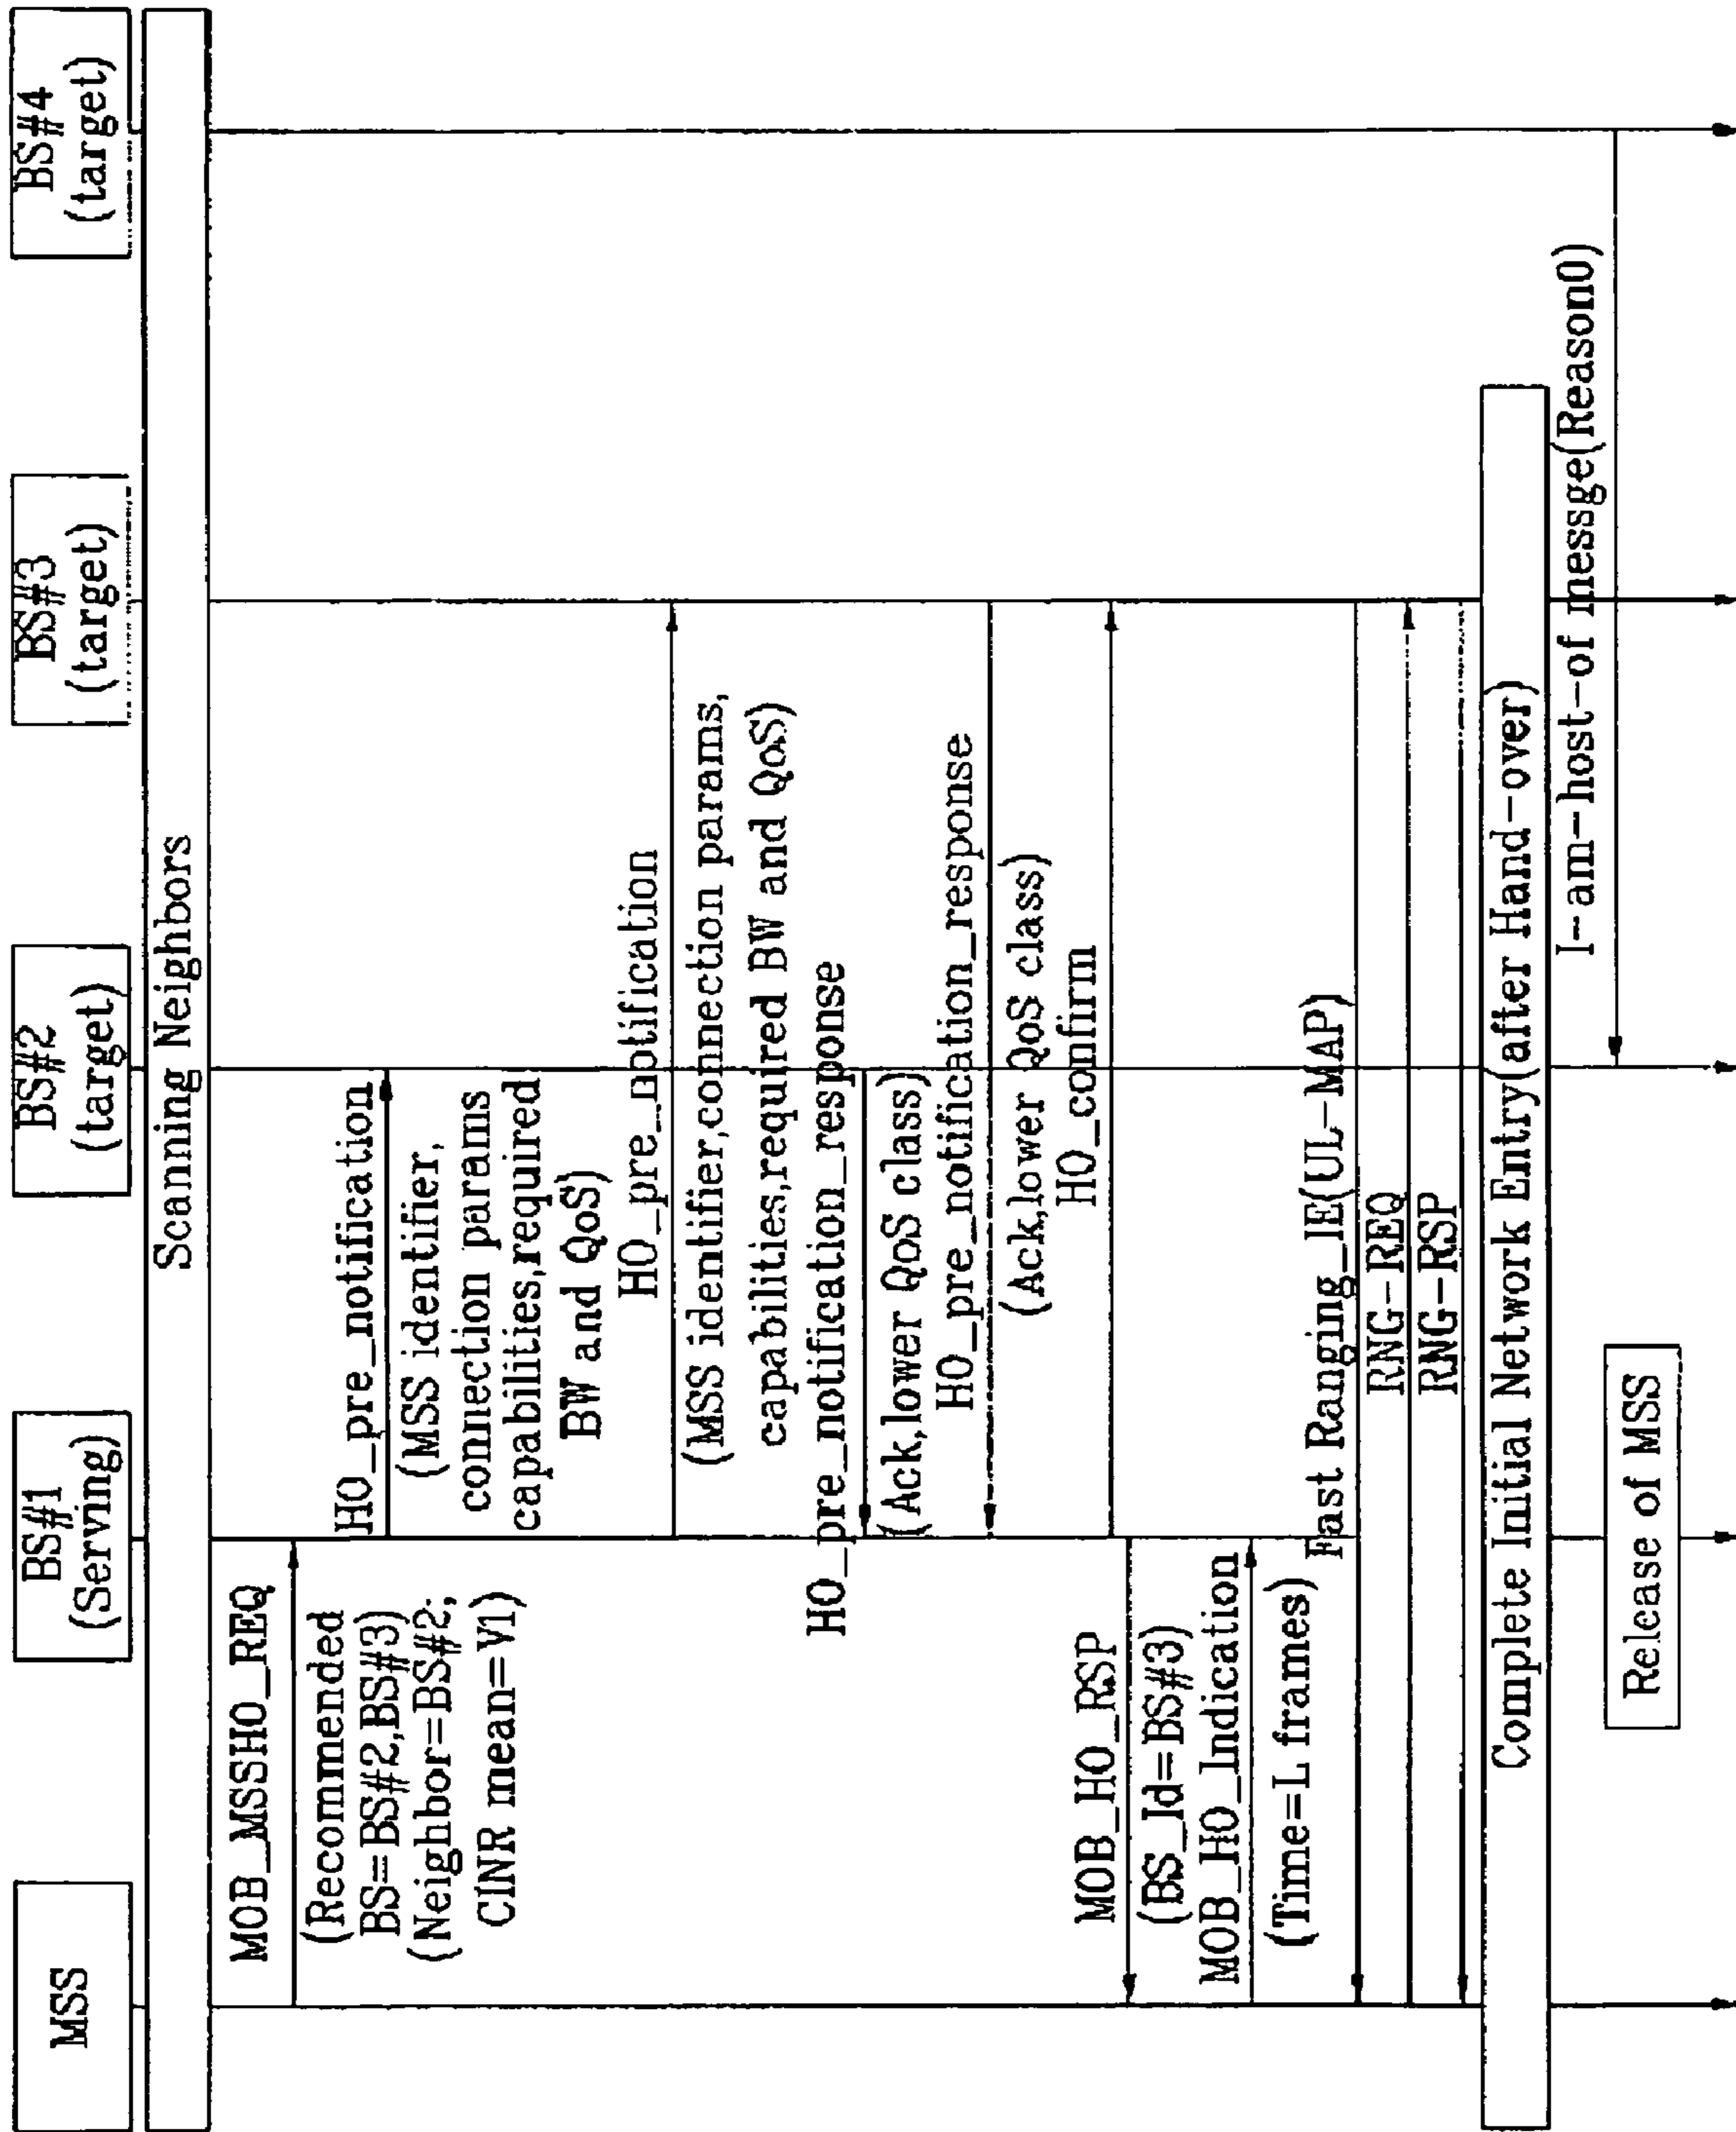 MSS
BS#1
(Serving)
BS#2
(target)
BS#3
(target)
BS#4
(target)
Scanning Neighbors
MOB_MSSHO_REQ
(Recommended
BS=BS#2,BS#3)
(Neighbor=BS#2,
CINR mean=V1)
HO_pre_notification
(MSS identifier,
connection params
capabilities,required
BW and QoS)
HO_pre_notification
(MSS identifier,connection params,
capabilities,required BW and QoS)
HO_pre_notification_response
(Ack,lower QoS class)
HO_pre_notification_response
(Ack,lower QoS class)
HO_confirm
MOB_HO_RSP
(BS_Id=BS#3)
MOB_HO_Indication
(Time=L frames)
Fast Ranging_IE(UL-MAP)
RNG-REQ
RNG-RSP
Complete Initial Network Entry(after Hand-over)
I-am-host-of messge(Reason0)
Release of MSS